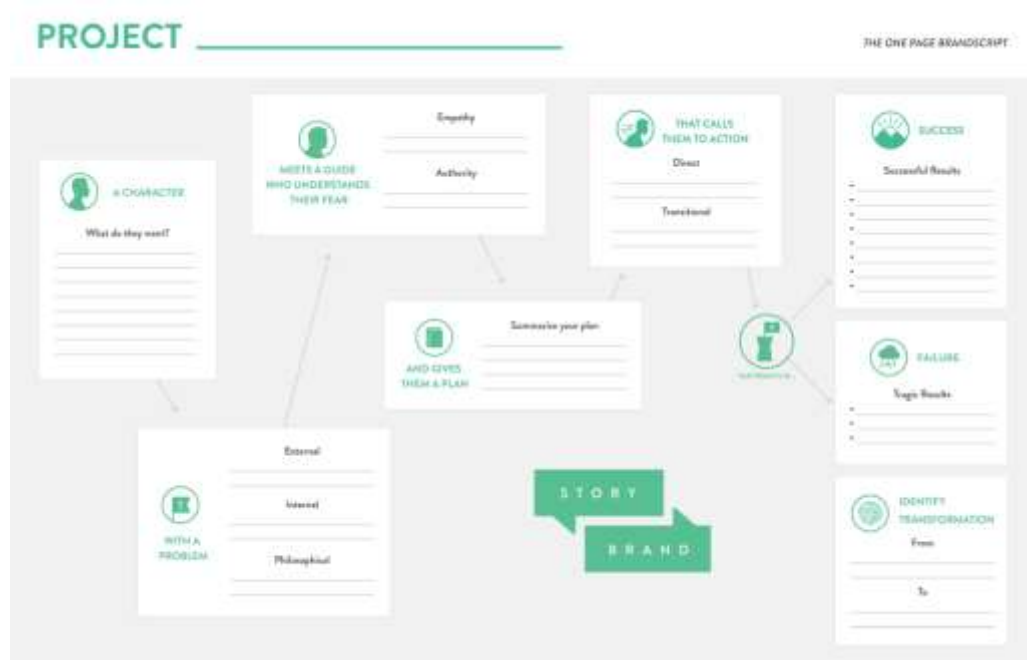 PROJECT
THE ONE PAGE BRANDSCRIPT
A CHARACTER
What do they want?
WITH A
PROBLEM
External
Internal
Philosophical
MEETS A GUIDE
WHO UNDERSTANDS
THEIR FEAR
Empathy
Authority
AND GIVES
THEM A PLAN
Summarize your plan
THAT CALLS
THEM TO ACTION
Direct
Transitional
SUCCESS
Successful Results
FAILURE
Tragic Results
IDENTIFY
TRANSFORMATION
From
To
STORY
BRAND